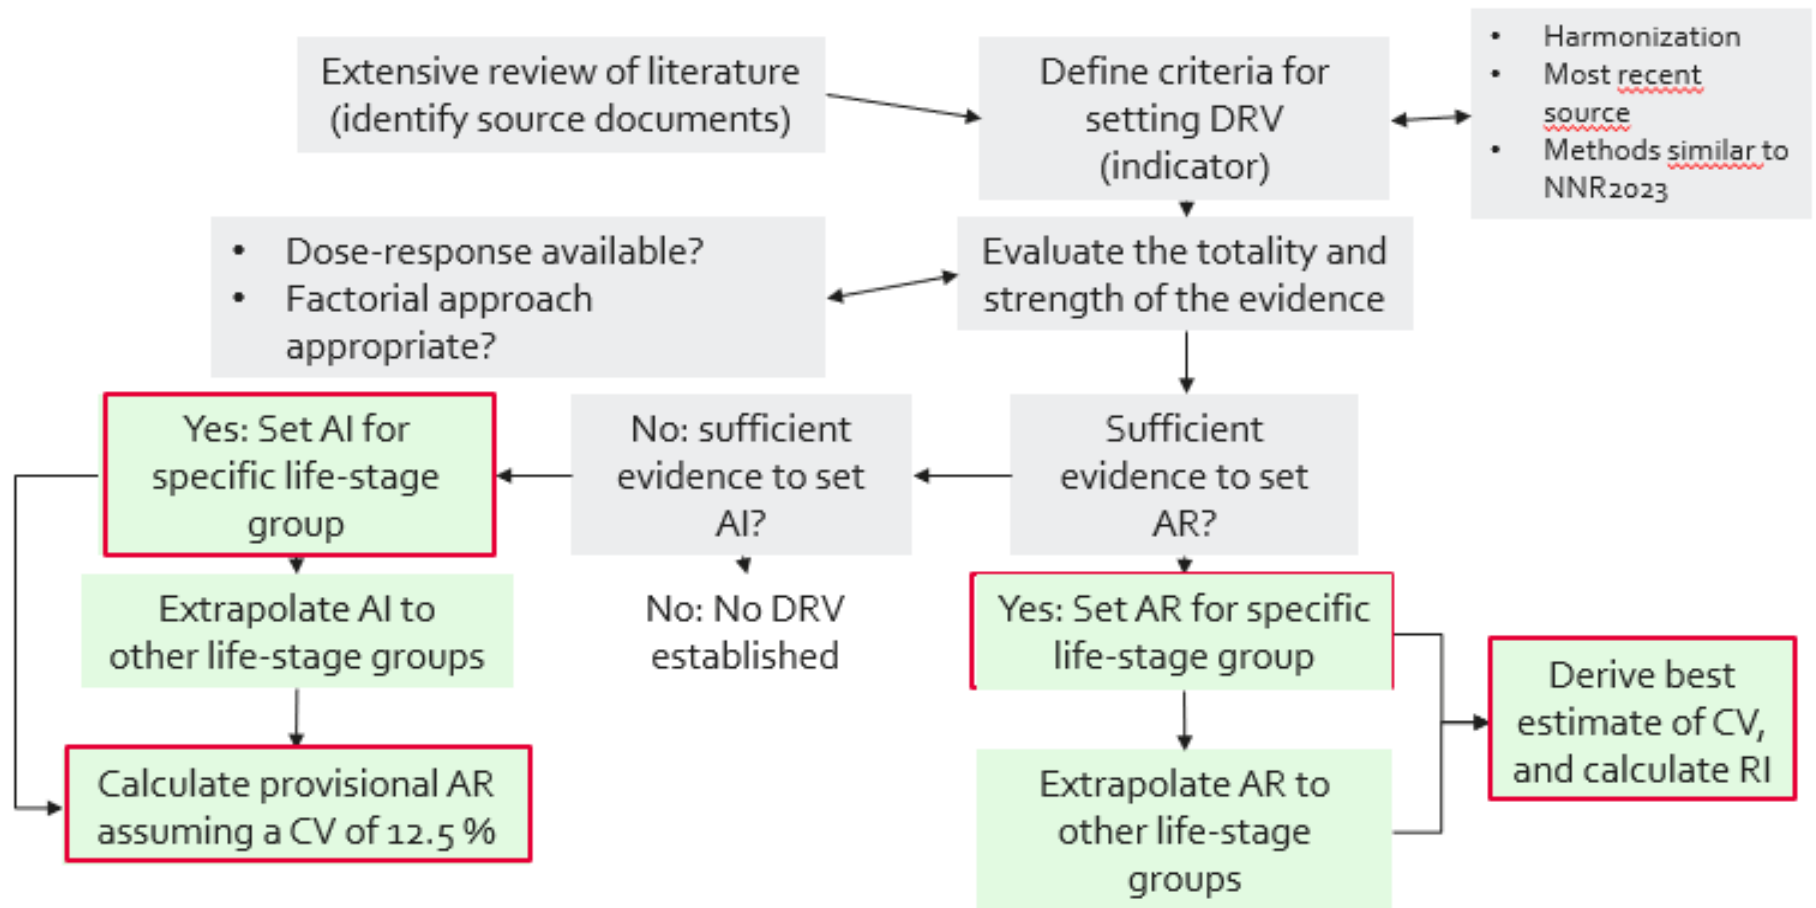 Extensive review of literature
(identify source documents)
Define criteria for
setting DRV
(indicator)
• Harmonization
• Most recent
source
• Methods similar to
NNR2023
• Dose-response available?
• Factorial approach
appropriate?
Evaluate the totality and
strength of the evidence
Yes: Set AI for
specific life-stage
group
No: sufficient
evidence to set
AI?
Sufficient
evidence to set
AR?
Extrapolate AI to
other life-stage groups
No: No DRV
established
Yes: Set AR for specific
life-stage group
Derive best
estimate of CV,
and calculate RI
Calculate provisional AR
assuming a CV of 12.5 %
Extrapolate AR to
other life-stage
groups